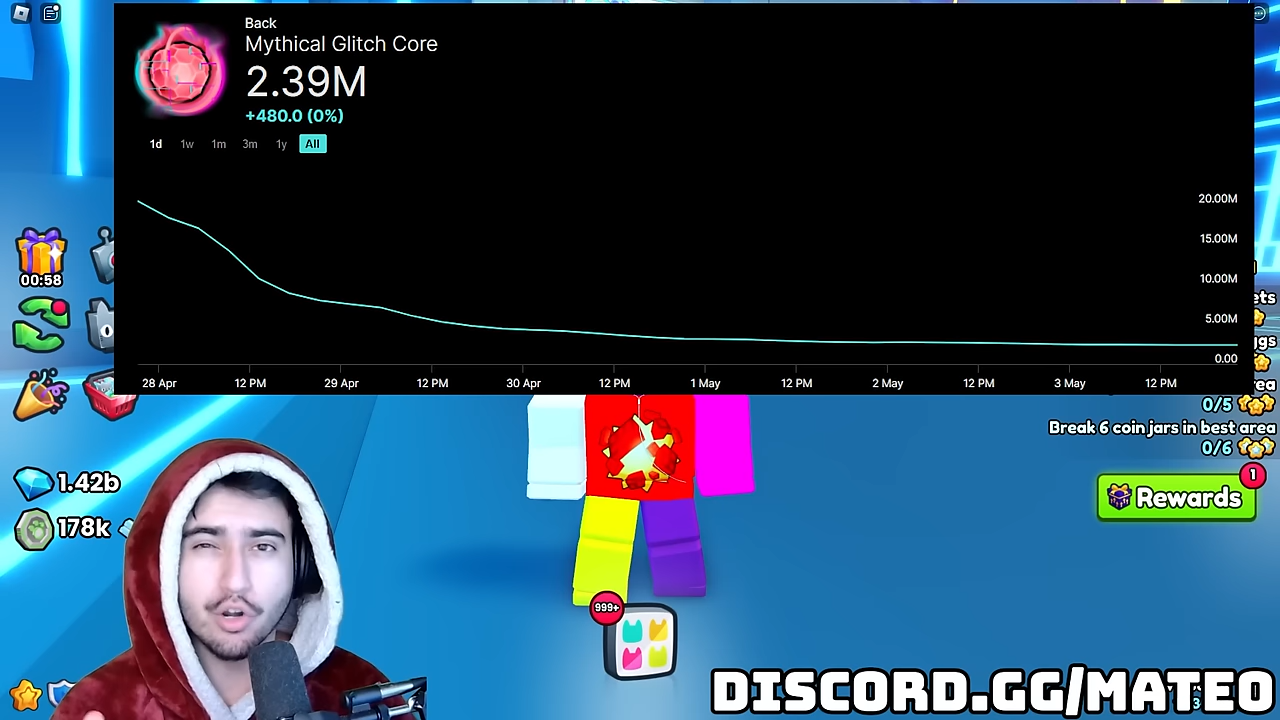 Back
Mythical Glitch Core
2.39M
+480.0 (0%)
1d 1w 1m 3m 1y All
20.00M
15.00M
10.00M
5.00M
0.00
28 Apr 12 PM 29 Apr 12 PM 30 Apr 12 PM 1 May 12 PM 2 May 12 PM 3 May 12 PM
00:58
ets
ggs
rea
0/5
Break 6 coin jars in best area
0/6
1.42b
178k
1
Rewards
999+
DISCORD.GG/MATEO